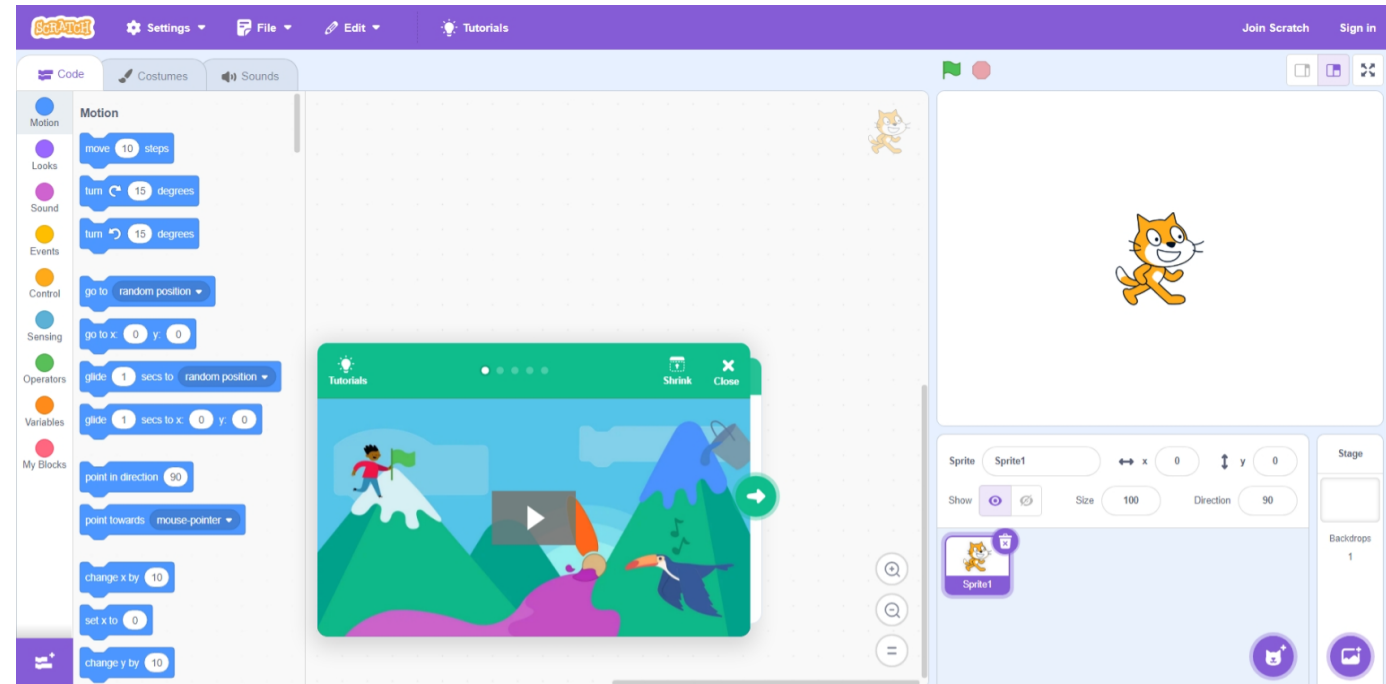 SCRATCH Settings File Edit Tutorials Join Scratch Sign in
Code Costumes Sounds
Motion
Looks
Sound
Events
Control
Sensing
Operators
Variables
My Blocks
Motion
move 10 steps
turn 15 degrees
turn 15 degrees
go to random position
go to x: 0 y: 0
glide 1 secs to random position
glide 1 secs to x: 0 y: 0
point in direction 90
point towards mouse-pointer
change x by 10
set x to 0
change y by 10
Tutorials Shrink Close
Sprite Sprite1 x 0 y 0
Show Size 100 Direction 90
Sprite1
Stage
Backdrops
1